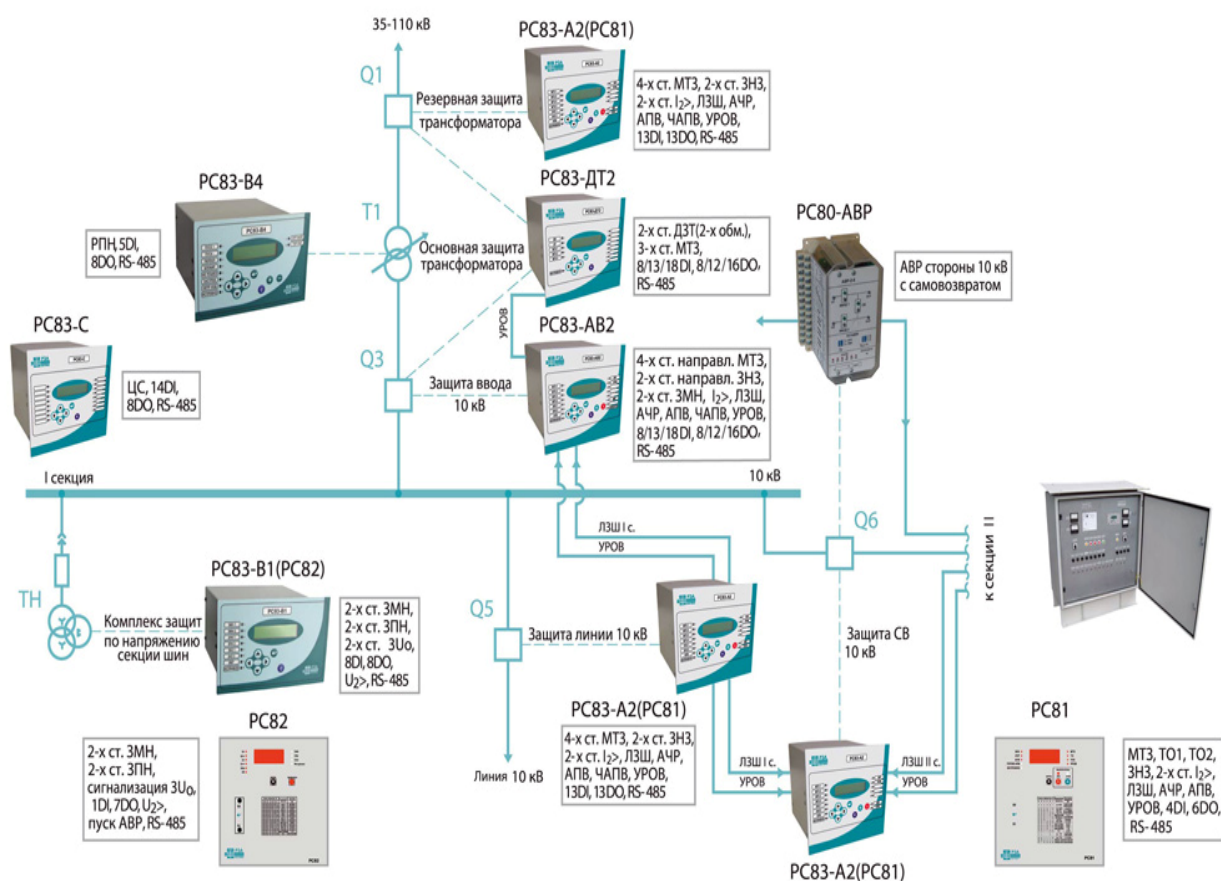 35-110 кВ
Q1
РС83-А2(РС81)
Резервная защита
трансформатора
4-х ст. МТЗ, 2-х ст. ЗНЗ,
2-х ст. I₂>, ЛЗШ, АЧР,
АПВ, ЧАПВ, УРОВ,
13DI, 13DO, RS-485
РС83-В4
РС83-В4
РПН, 5DI,
8DO, RS-485
Т1
РС83-ДТ2
Основная защита
трансформатора
2-х ст. ДЗТ(2-х обм.),
3-х ст. МТЗ,
8/13/18DI, 8/12/16DO,
RS-485
РС80-АВР
АВР стороны 10 кВ
с самовозвратом
УРОВ
РС83-С
ЦС, 14DI,
8DO, RS-485
Q3
РС83-АВ2
Защита ввода
10 кВ
4-х ст. направл. МТЗ,
2-х ст. направл. ЗНЗ,
2-х ст. ЗМН, I₂>, ЛЗШ,
АЧР, АПВ, ЧАПВ, УРОВ,
8/13/18DI, 8/12/16DO,
RS-485
I секция
10 кВ
ЛЗШ I с.
УРОВ
Q6
к секции II
ТН
РС83-В1(РС82)
РС83-В1
Комплекс защит
по напряжению
секции шин
2-х ст. ЗМН,
2-х ст. ЗПН,
2-х ст. 3U₀,
8DI, 8DO,
U₂>, RS-485
Q5
Защита линии 10 кВ
Защита СВ
10 кВ
РС83-А2(РС81)
4-х ст. МТЗ, 2-х ст. ЗНЗ,
2-х ст. I₂>, ЛЗШ, АЧР,
АПВ, ЧАПВ, УРОВ,
13DI, 13DO, RS-485
Линия 10 кВ
ЛЗШ I с.
УРОВ
ЛЗШ II с.
УРОВ
РС83-А2(РС81)
РС82
2-х ст. ЗМН,
2-х ст. ЗПН,
сигнализация 3U₀,
1DI, 7DO, U₂>,
пуск АВР, RS-485
РС82
РС81
МТЗ, ТО1, ТО2,
ЗНЗ, 2-х ст. I₂>,
ЛЗШ, АЧР, АПВ,
УРОВ, 4DI, 6DO,
RS-485
РС81